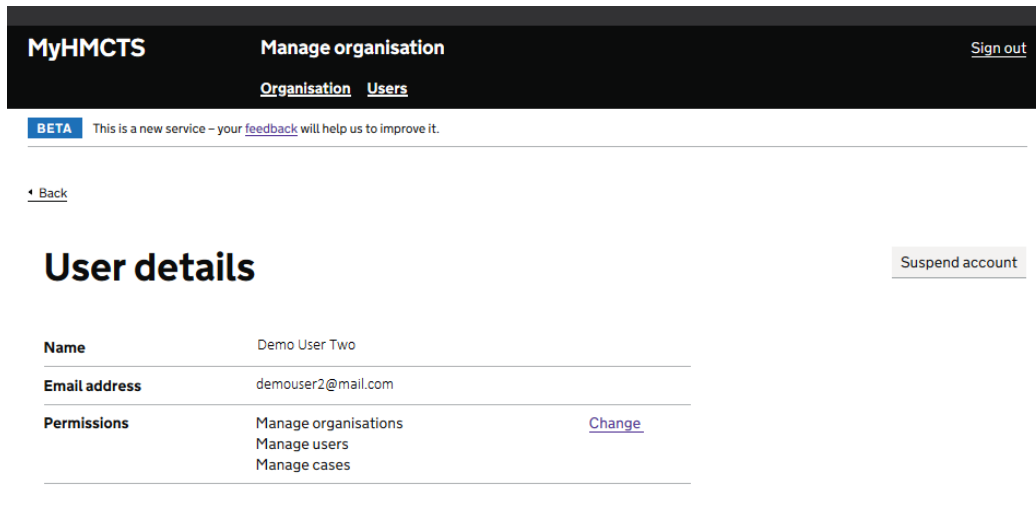 MyHMCTS Manage organisation Sign out
Organisation Users
BETA This is a new service – your feedback will help us to improve it.
Back
User details Suspend account
Name Demo User Two
Email address demouser2@mail.com
Permissions Manage organisations Change
Manage users
Manage cases